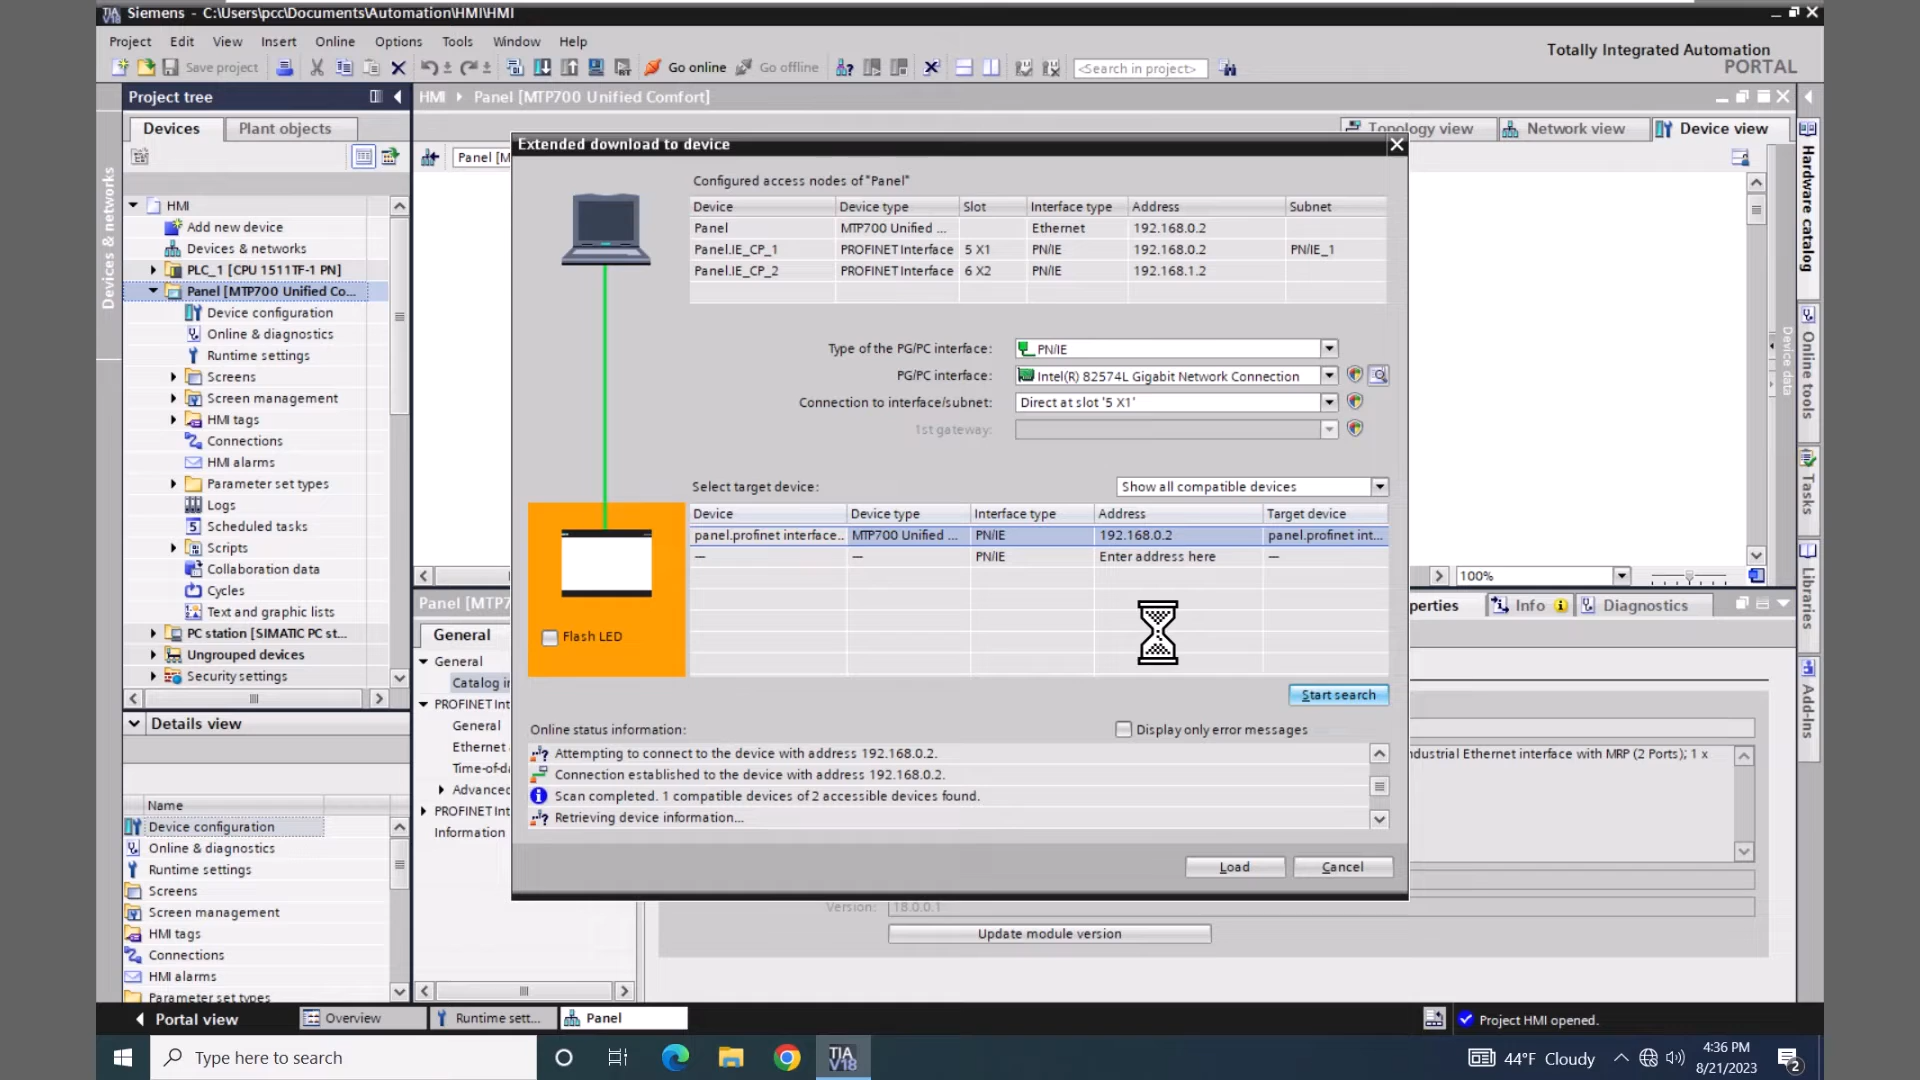 Siemens - C:\Users\pcc\Documents\Automation\HMI\HMI
Project Edit View Insert Online Options Tools Window Help
Totally Integrated Automation
PORTAL
Save project
Go online
Go offline
<Search in project>
Project tree
HMI
Panel [MTP700 Unified Comfort]
Devices
Plant objects
Topology view
Network view
Device view
Panel [M
Devices & networks
HMI
Add new device
Devices & networks
PLC_1 [CPU 1511TF-1 PN]
Panel [MTP700 Unified Co...
Device configuration
Online & diagnostics
Runtime settings
Screens
Screen management
HMI tags
Connections
HMI alarms
Parameter set types
Logs
Scheduled tasks
Scripts
Collaboration data
Cycles
Text and graphic lists
PC station [SIMATIC PC st...
Ungrouped devices
Security settings
Details view
Name
Device configuration
Online & diagnostics
Runtime settings
Screens
Screen management
HMI tags
Connections
HMI alarms
Parameter set types
Extended download to device
Configured access nodes of "Panel"
Device Device type Slot Interface type Address Subnet
Panel MTP700 Unified ... Ethernet 192.168.0.2
Panel.IE_CP_1 PROFINET Interface 5 X1 PN/IE 192.168.0.2 PN/IE_1
Panel.IE_CP_2 PROFINET Interface 6 X2 PN/IE 192.168.1.2
Type of the PG/PC interface: PN/IE
PG/PC interface: Intel(R) 82574L Gigabit Network Connection
Connection to interface/subnet: Direct at slot '5 X1'
1st gateway:
Select target device: Show all compatible devices
Device Device type Interface type Address Target device
panel.profinet interface.. MTP700 Unified ... PN/IE 192.168.0.2 panel.profinet int...
— — PN/IE Enter address here —
Flash LED
Start search
Online status information: Display only error messages
Attempting to connect to the device with address 192.168.0.2.
Connection established to the device with address 192.168.0.2.
Scan completed. 1 compatible devices of 2 accessible devices found.
Retrieving device information...
Load Cancel
100%
Panel [MTP7
perties
Info
Diagnostics
General
General
Catalog in
PROFINET Int
General
Ethernet
Time-of-da
Advanced
PROFINET Int
Information
ndustrial Ethernet interface with MRP (2 Ports); 1 x
Version: 18.0.0.1
Update module version
Device data
Hardware catalog
Online tools
Tasks
Libraries
Add-Ins
Portal view
Overview
Runtime sett...
Panel
Project HMI opened.
Type here to search
TIA
V18
44°F Cloudy
4:36 PM
8/21/2023
2